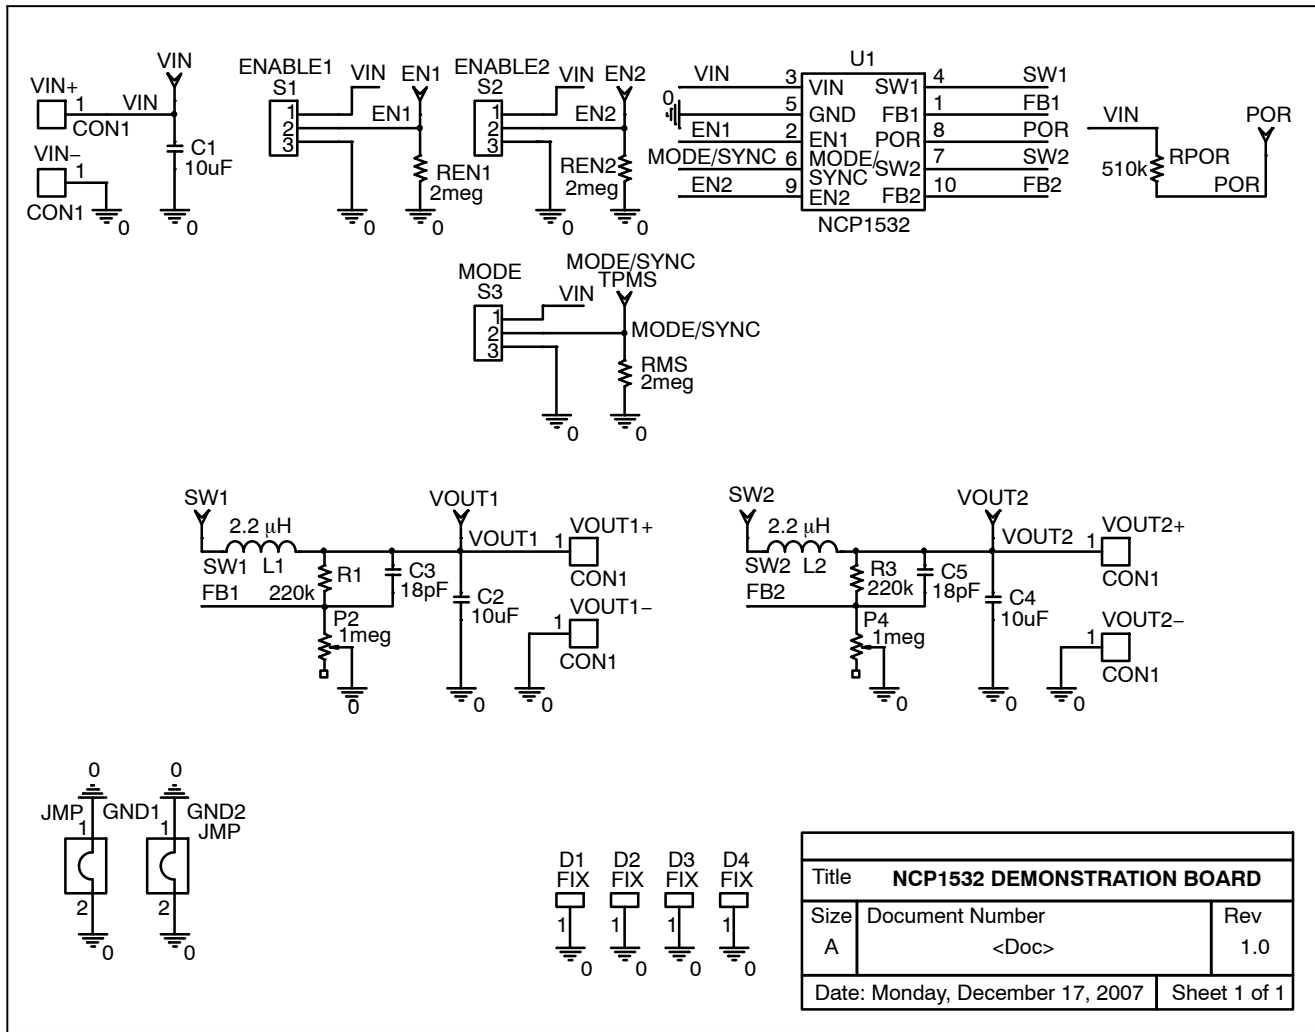 VIN+
1
VIN
CON1
VIN
C1
10uF
0
VIN−
1
CON1
0
ENABLE1
S1
1
2
3
VIN
EN1
EN1
REN1
2meg
0
0
ENABLE2
S2
1
2
3
VIN
EN2
EN2
REN2
2meg
0
0
U1
VIN 3 VIN SW1 4 SW1
0 5 GND FB1 1 FB1
EN1 2 EN1 POR 8 POR
MODE/SYNC 6 MODE/ SW2 7 SW2
SYNC
EN2 9 EN2 FB2 10 FB2
NCP1532
VIN
POR
RPOR
510k
POR
MODE
S3
1
2
3
VIN
MODE/SYNC
TPMS
MODE/SYNC
RMS
2meg
0
0
SW1
2.2 μH
SW1 L1
FB1
220k
R1
C3
18pF
P2
1meg
0
VOUT1
VOUT1
C2
10uF
0
VOUT1+
1
CON1
VOUT1−
1
CON1
0
SW2
2.2 μH
SW2 L2
FB2
R3
220k
C5
18pF
P4
1meg
0
VOUT2
VOUT2
C4
10uF
0
VOUT2+
1
CON1
VOUT2−
1
CON1
0
0
JMP GND1
1
2
0
0
GND2
1 JMP
2
0
D1 D2 D3 D4
FIX FIX FIX FIX
1 1 1 1
0 0 0 0
Title NCP1532 DEMONSTRATION BOARD
Size Document Number Rev
A <Doc> 1.0
Date: Monday, December 17, 2007 Sheet 1 of 1